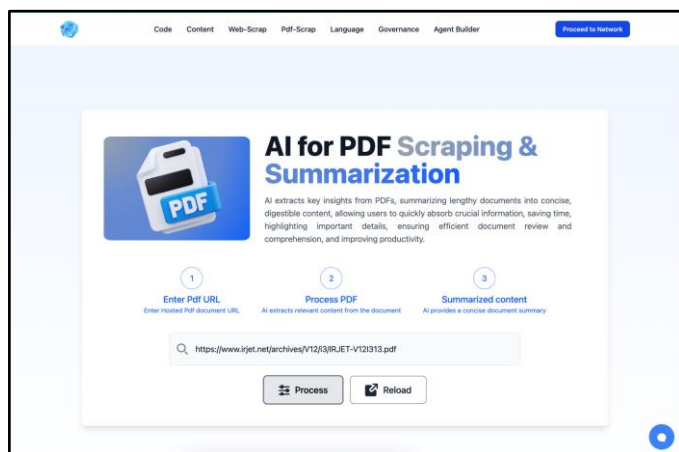 Code Content Web-Scrap Pdf-Scrap Language Governance Agent Builder Proceed to Network
PDF
AI for PDF Scraping &
Summarization
AI extracts key insights from PDFs, summarizing lengthy documents into concise,
digestible content, allowing users to quickly absorb crucial information, saving time,
highlighting important details, ensuring efficient document review and
comprehension, and improving productivity.
1 2 3
Enter Pdf URL Process PDF Summarized content
Enter Hosted Pdf document URL AI extracts relevant content from the document AI provides a concise document summary
https://www.irjet.net/archives/V12/i3/IRJET-V12I313.pdf
Process Reload